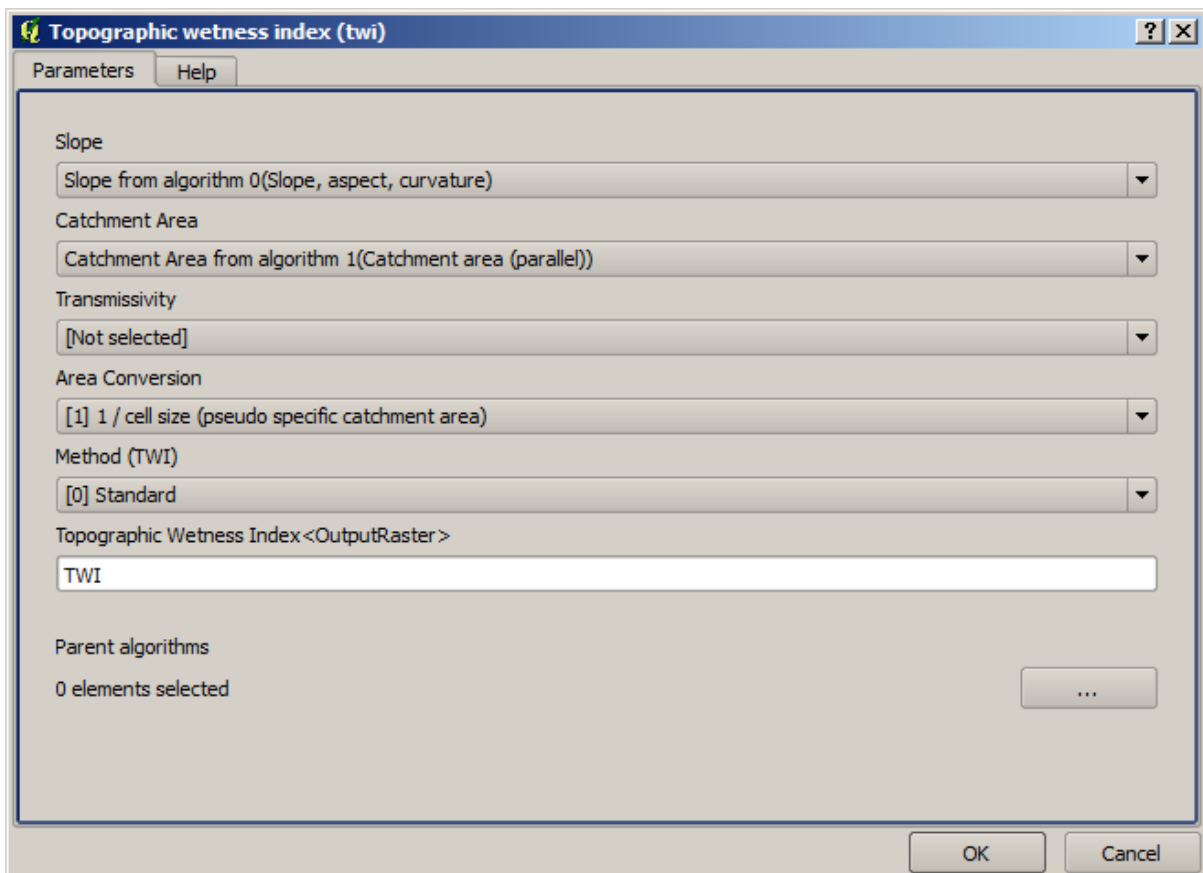 Topographic wetness index (twi)
Parameters
Help
Slope
Slope from algorithm 0(Slope, aspect, curvature)
Catchment Area
Catchment Area from algorithm 1(Catchment area (parallel))
Transmissivity
[Not selected]
Area Conversion
[1] 1 / cell size (pseudo specific catchment area)
Method (TWI)
[0] Standard
Topographic Wetness Index<OutputRaster>
TWI
Parent algorithms
0 elements selected
...
OK
Cancel